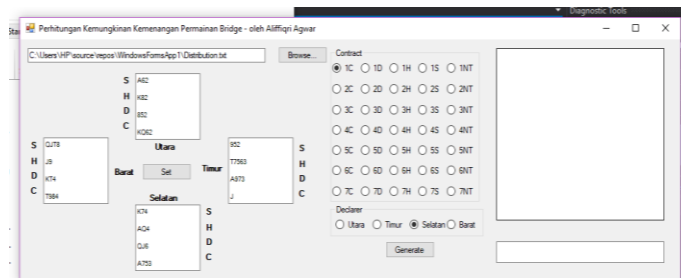 Diagnostic Tools
Perhitungan Kemungkinan Kemenangan Permainan Bridge - oleh Aliffiqri Agwar
C:\Users\HP\source\repos\WindowsFormsApp1\Distribution.txt Browse...
S A62
H K82
D 852
C KQ62
Utara
S QJT8
H J9
D KT4
C T984
Barat Set Timur
952 S
T7563 H
A973 D
J C
Selatan
K74 S
AQ4 H
QJ6 D
A753 C
Contract
1C 1D 1H 1S 1NT
2C 2D 2H 2S 2NT
3C 3D 3H 3S 3NT
4C 4D 4H 4S 4NT
5C 5D 5H 5S 5NT
6C 6D 6H 6S 6NT
7C 7D 7H 7S 7NT
Declarer
Utara Timur Selatan Barat
Generate